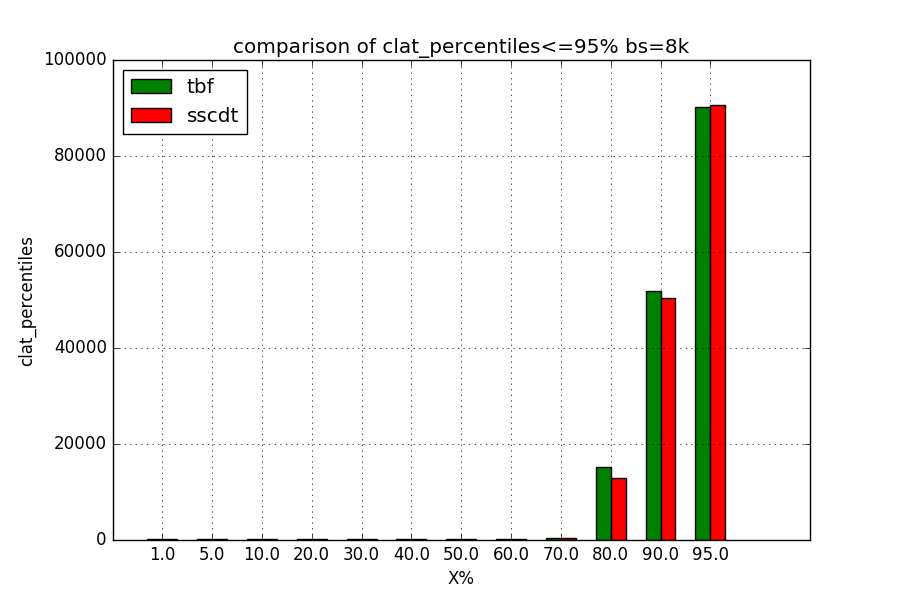 comparison of clat_percentiles<=95% bs=8k
100000
80000
60000
40000
20000
0
clat_percentiles
tbf
sscdt
1.0 5.0 10.0 20.0 30.0 40.0 50.0 60.0 70.0 80.0 90.0 95.0
X%